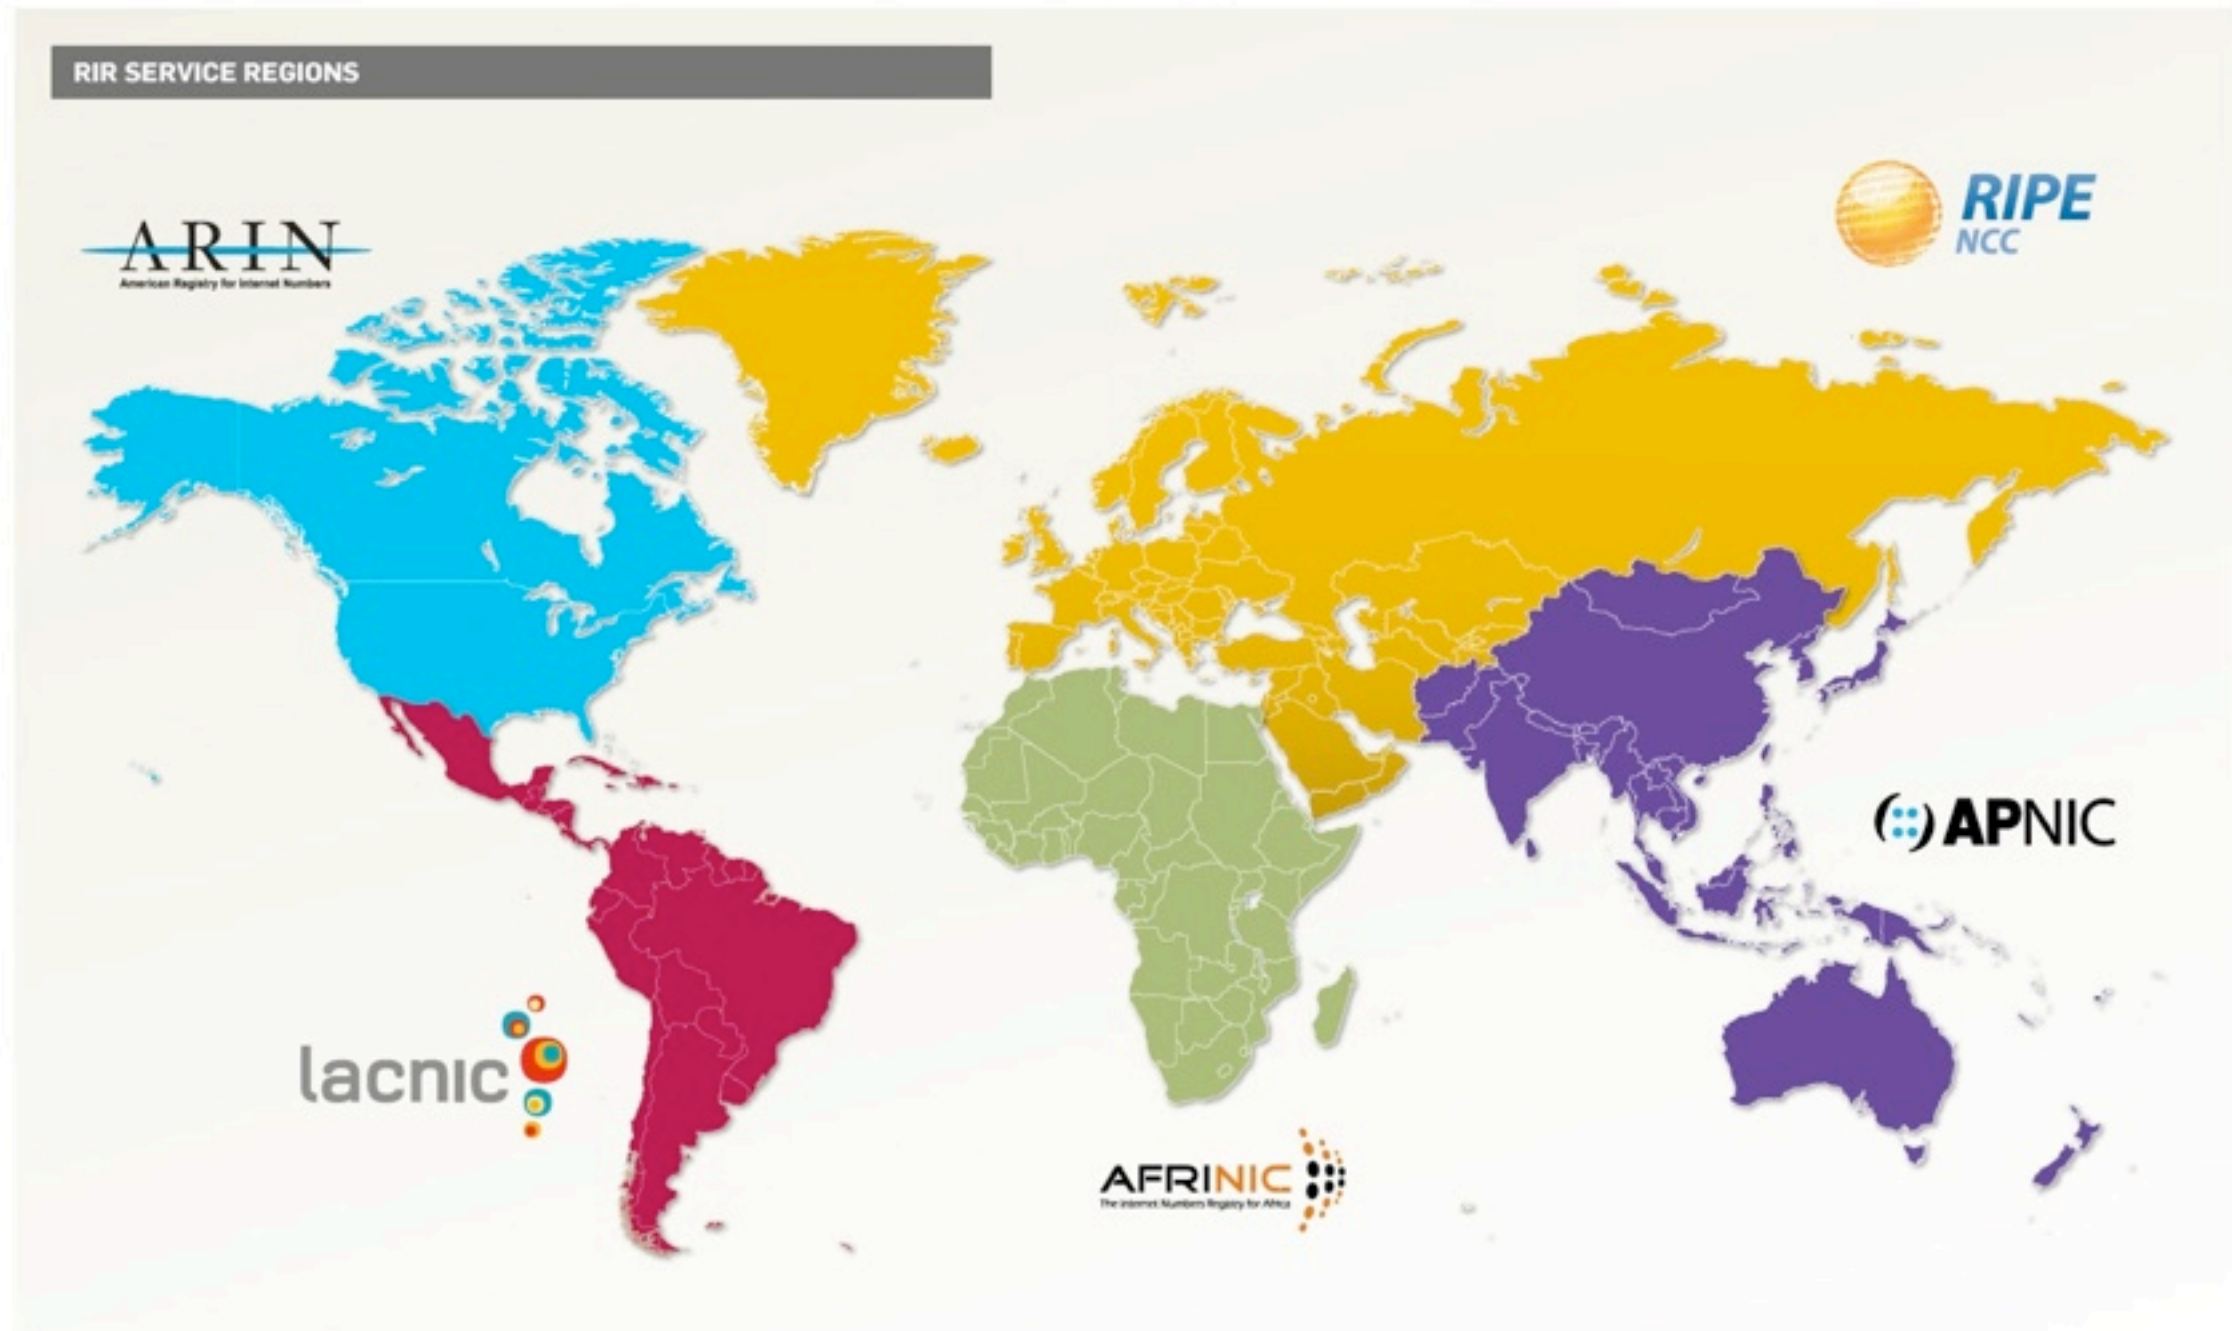 RIR SERVICE REGIONS
ARIN
American Registry for Internet Numbers
RIPE
NCC
APNIC
lacnic
AFRINIC
The Internet Numbers Registry for Africa